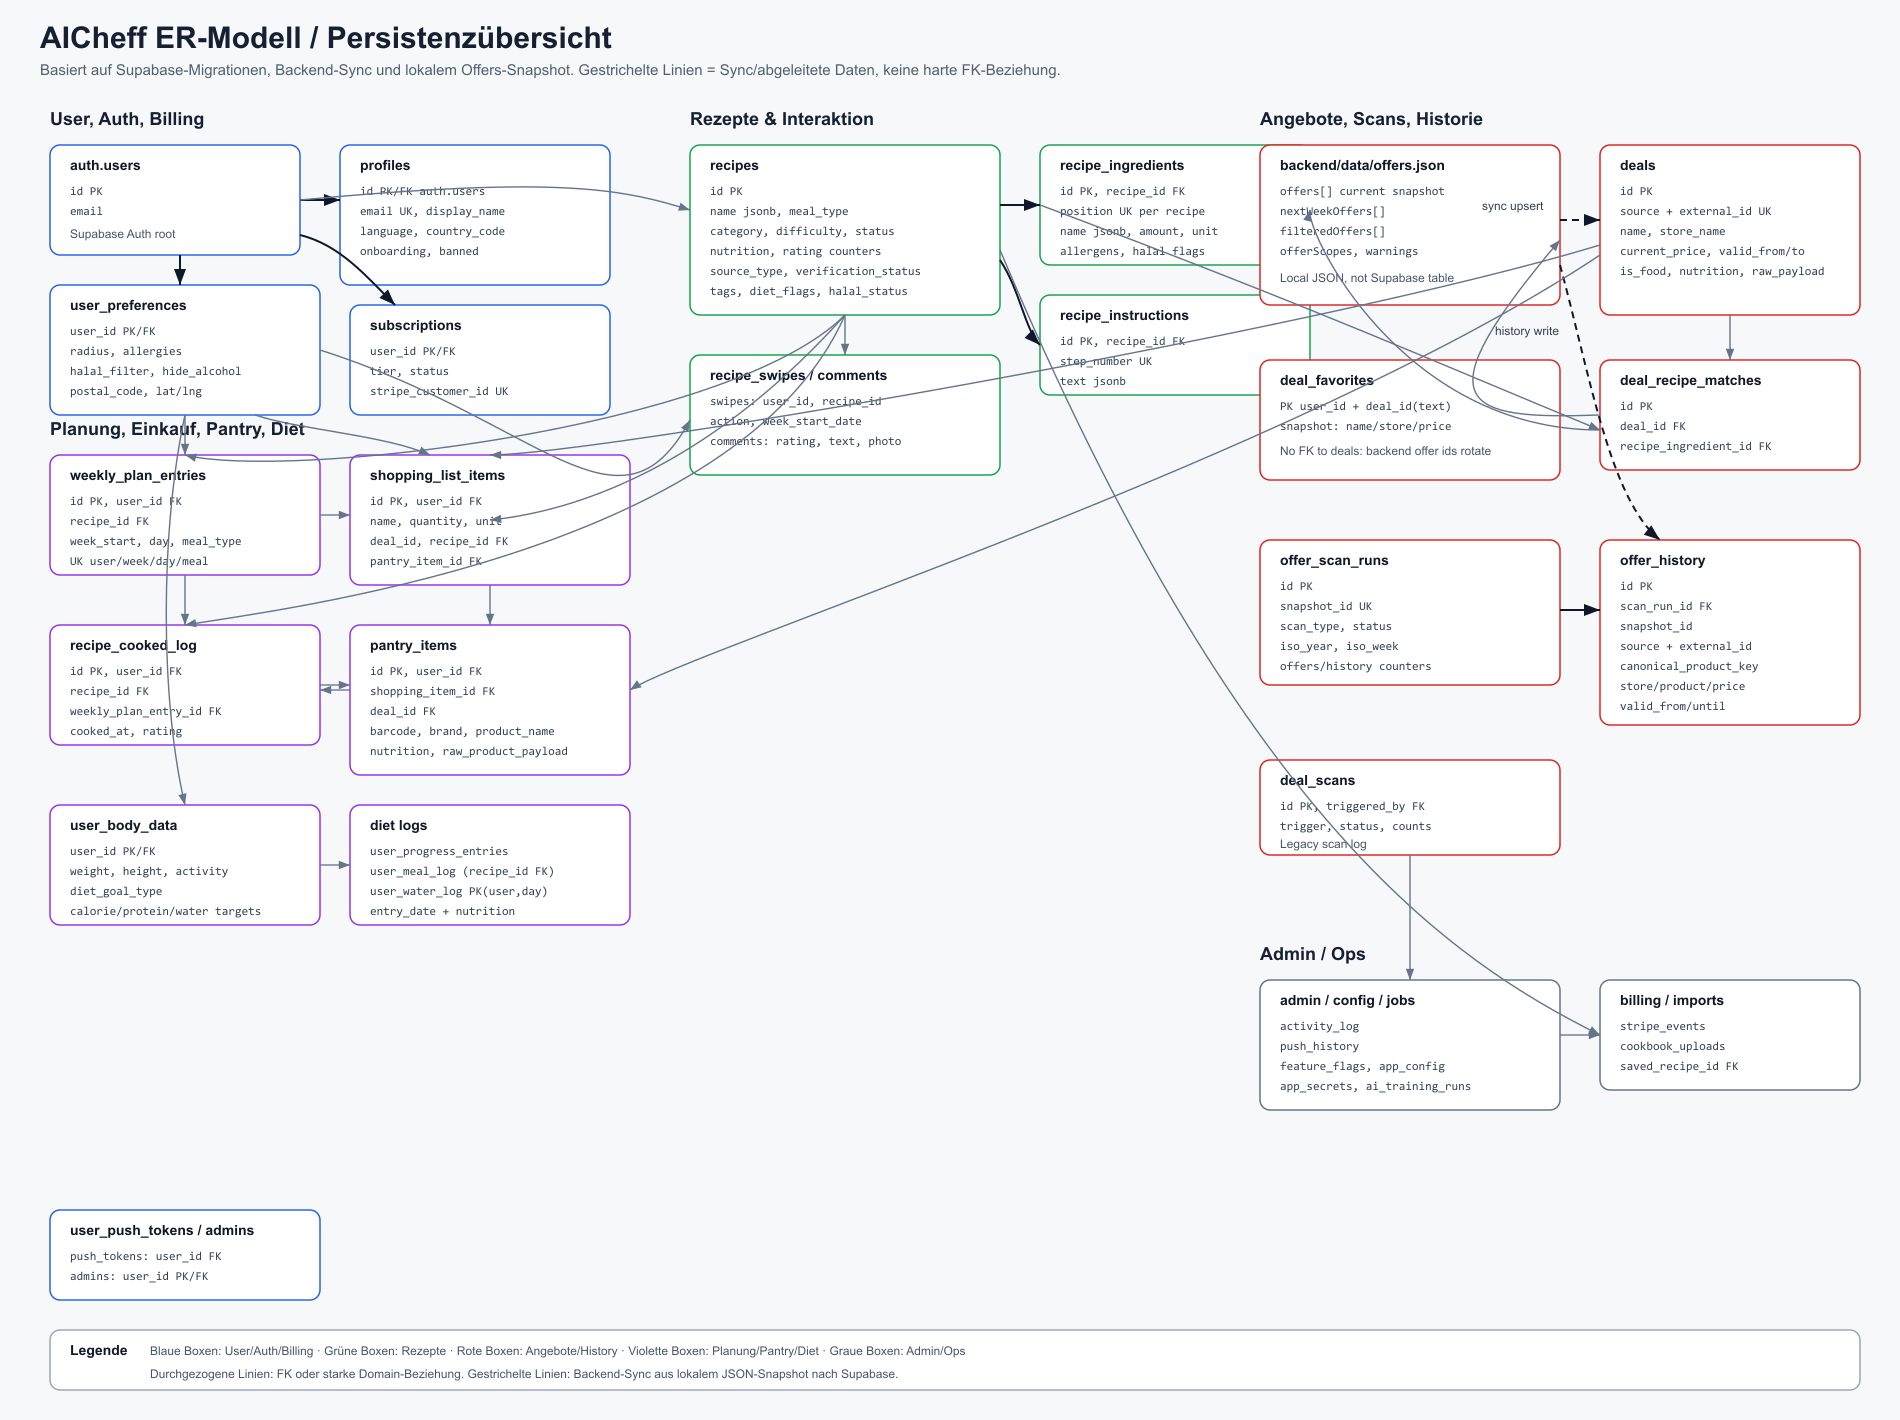 AICheff ER-Modell / Persistenzübersicht
Basiert auf Supabase-Migrationen, Backend-Sync und lokalem Offers-Snapshot. Gestrichelte Linien = Sync/abgeleitete Daten, keine harte FK-Beziehung.
User, Auth, Billing
auth.users
id PK
email
Supabase Auth root
profiles
id PK/FK auth.users
email UK, display_name
language, country_code
onboarding, banned
user_preferences
user_id PK/FK
radius, allergies
halal_filter, hide_alcohol
postal_code, lat/lng
subscriptions
user_id PK/FK
tier, status
stripe_customer_id UK
Planung, Einkauf, Pantry, Diet
weekly_plan_entries
id PK, user_id FK
recipe_id FK
week_start, day, meal_type
UK user/week/day/meal
shopping_list_items
id PK, user_id FK
name, quantity, unit
deal_id, recipe_id FK
pantry_item_id FK
recipe_cooked_log
id PK, user_id FK
recipe_id FK
weekly_plan_entry_id FK
cooked_at, rating
pantry_items
id PK, user_id FK
shopping_item_id FK
deal_id FK
barcode, brand, product_name
nutrition, raw_product_payload
user_body_data
user_id PK/FK
weight, height, activity
diet_goal_type
calorie/protein/water targets
diet logs
user_progress_entries
user_meal_log (recipe_id FK)
user_water_log PK(user,day)
entry_date + nutrition
Rezepte & Interaktion
recipes
id PK
name jsonb, meal_type
category, difficulty, status
nutrition, rating counters
source_type, verification_status
tags, diet_flags, halal_status
recipe_ingredients
id PK, recipe_id FK
position UK per recipe
name jsonb, amount, unit
allergens, halal flags
recipe_instructions
id PK, recipe_id FK
step_number UK
text jsonb
recipe_swipes / comments
swipes: user_id, recipe_id
action, week_start_date
comments: rating, text, photo
Angebote, Scans, Historie
backend/data/offers.json
offers[] current snapshot
nextWeekOffers[]
filteredOffers[]
offerScopes, warnings
Local JSON, not Supabase table
sync upsert
history write
deals
id PK
source + external_id UK
name, store_name
current_price, valid_from/to
is_food, nutrition, raw_payload
deal_favorites
PK user_id + deal_id(text)
snapshot: name/store/price
No FK to deals: backend offer ids rotate
deal_recipe_matches
id PK
deal_id FK
recipe_ingredient_id FK
offer_scan_runs
id PK
snapshot_id UK
scan_type, status
iso_year, iso_week
offers/history counters
offer_history
id PK
scan_run_id FK
snapshot_id
source + external_id
canonical_product_key
store/product/price
valid_from/until
deal_scans
id PK, triggered_by FK
trigger, status, counts
Legacy scan log
Admin / Ops
admin / config / jobs
activity_log
push_history
feature_flags, app_config
app_secrets, ai_training_runs
billing / imports
stripe_events
cookbook_uploads
saved_recipe_id FK
user_push_tokens / admins
push_tokens: user_id FK
admins: user_id PK/FK
Legende
Blaue Boxen: User/Auth/Billing · Grüne Boxen: Rezepte · Rote Boxen: Angebote/History · Violette Boxen: Planung/Pantry/Diet · Graue Boxen: Admin/Ops
Durchgezogene Linien: FK oder starke Domain-Beziehung. Gestrichelte Linien: Backend-Sync aus lokalem JSON-Snapshot nach Supabase.